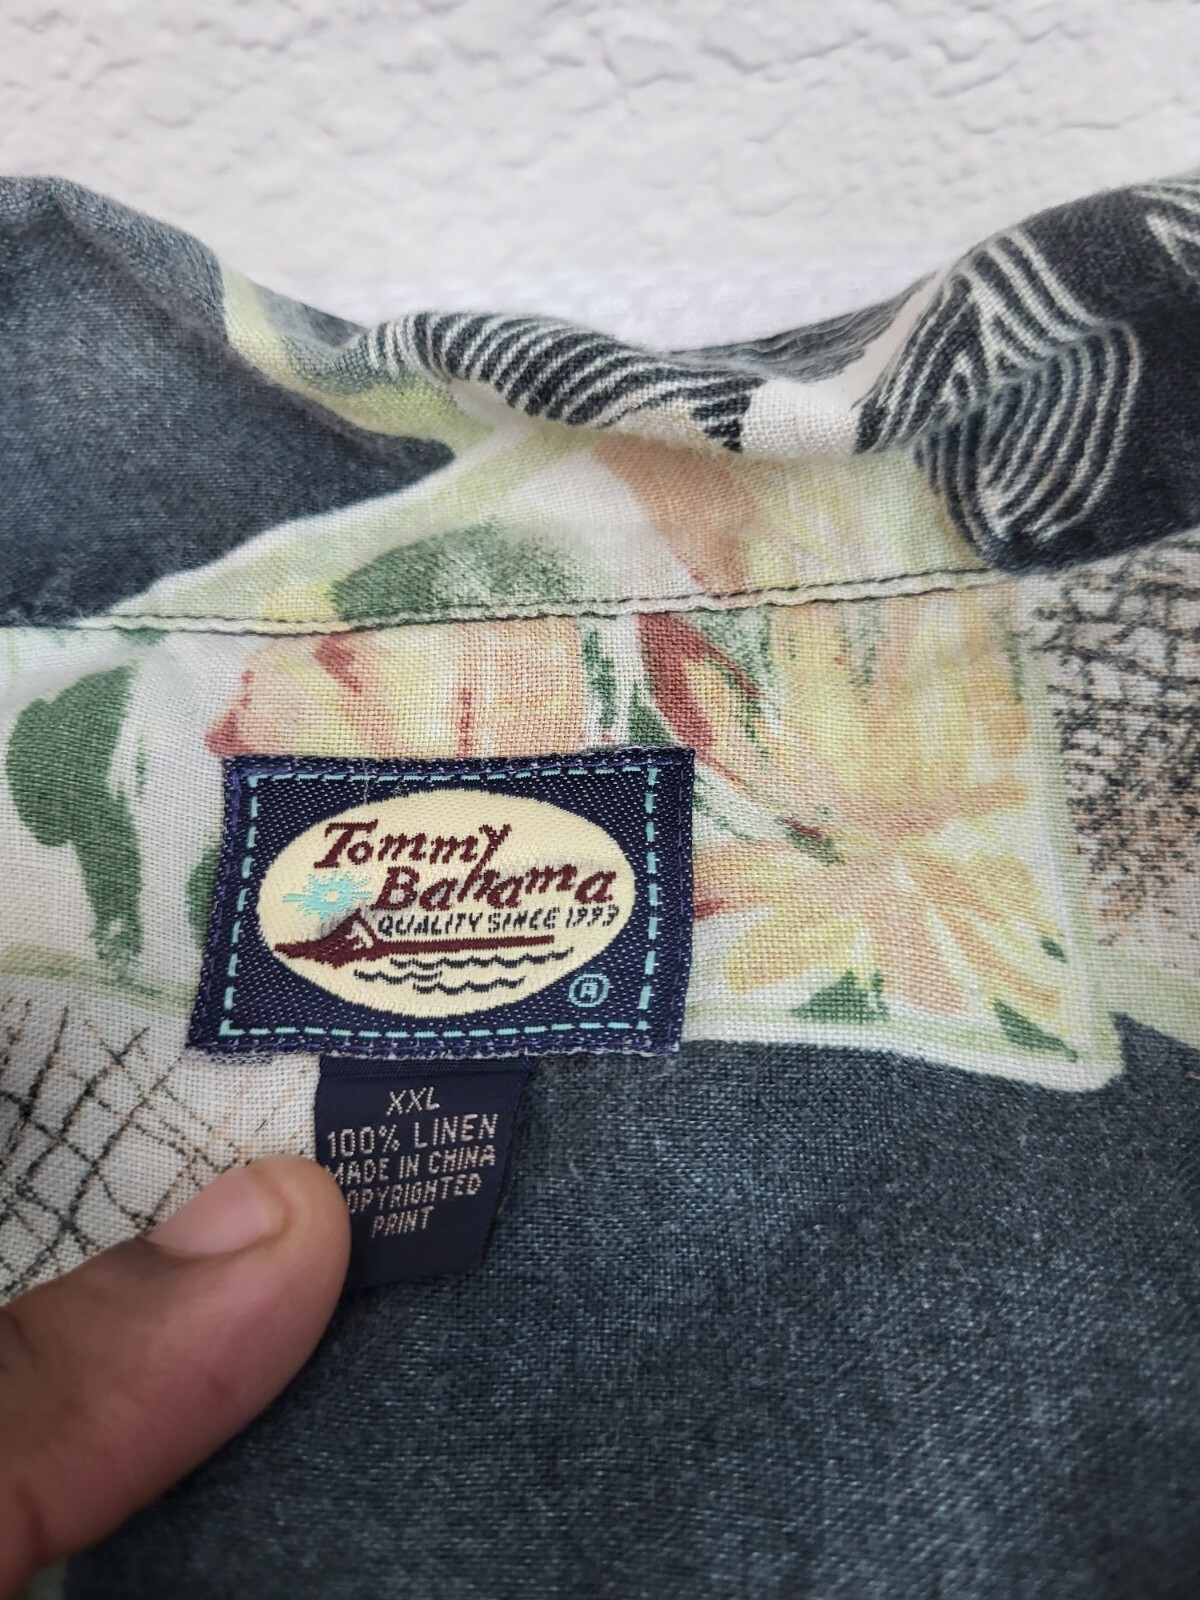 Tommy
Bahama
QUALITY SINCE 1993
®
XXL
100% LINEN
MADE IN CHINA
COPYRIGHTED
PRINT